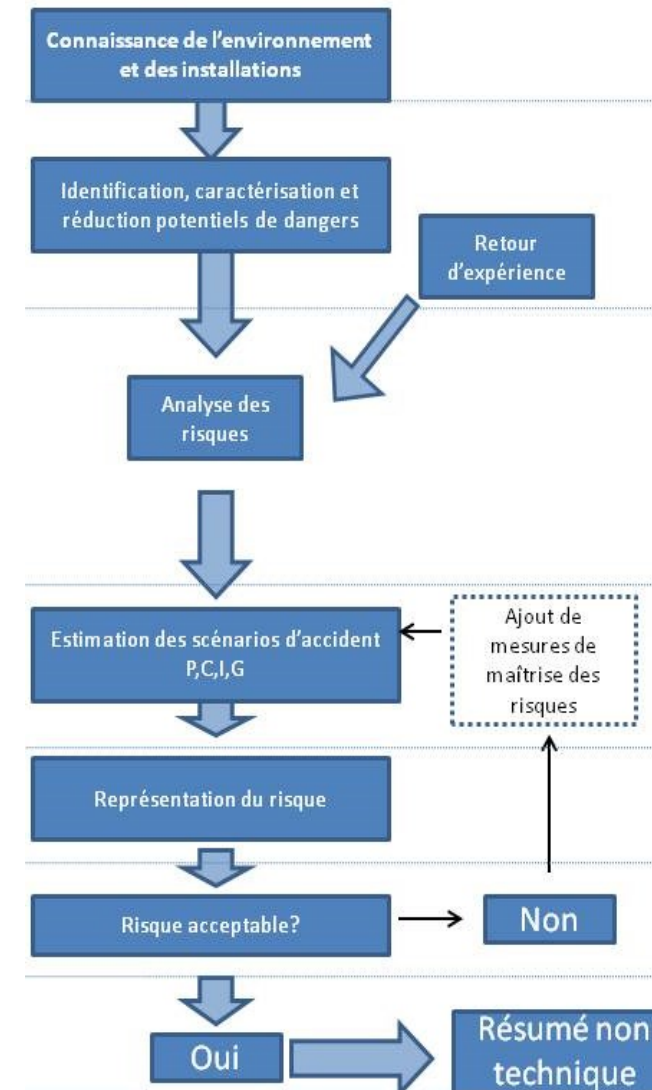 Connaissance de l'environnement
et des installations
Identification, caractérisation et
réduction potentiels de dangers
Retour
d'expérience
Analyse des
risques
Estimation des scénarios d'accident
P,C,I,G
Ajout de
mesures de
maîtrise des
risques
Représentation du risque
Risque acceptable?
Non
Oui
Résumé non
technique